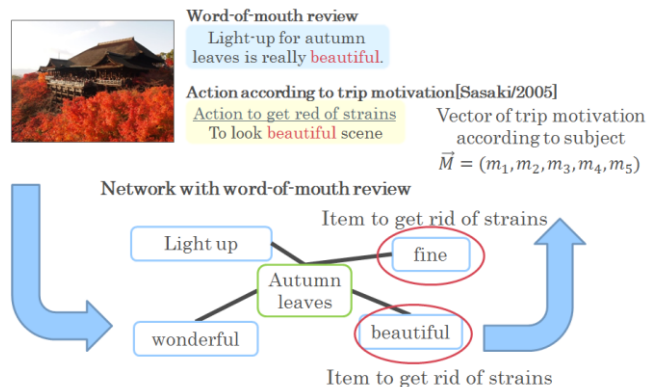 Word-of-mouth review
Light-up for autumn
leaves is really beautiful.
Action according to trip motivation[Sasaki/2005]
Action to get red of strains
To look beautiful scene
Vector of trip motivation
according to subject
M⃗ = (m₁, m₂, m₃, m₄, m₅)
Network with word-of-mouth review
Item to get rid of strains
Light up
fine
Autumn
leaves
wonderful
beautiful
Item to get rid of strains